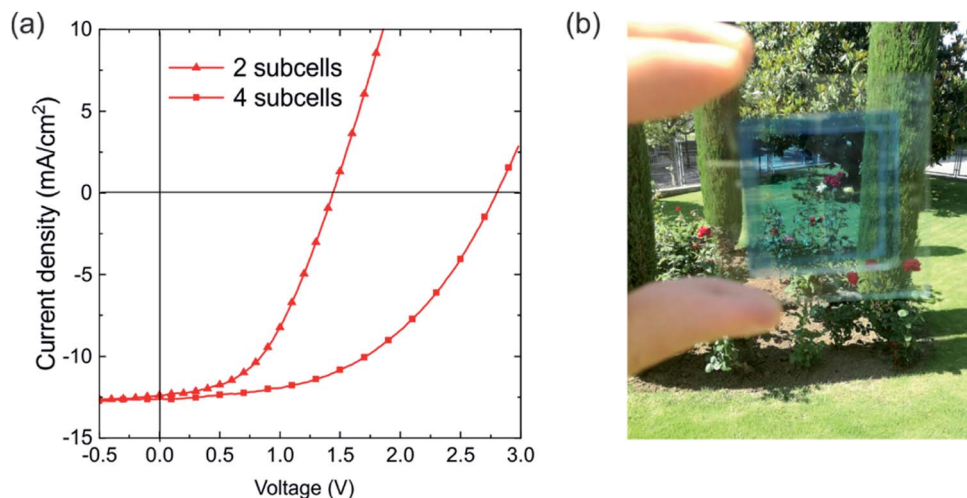 (a)
10
5
0
-5
-10
-15
Current density (mA/cm²)
2 subcells
4 subcells
-0.5 0.0 0.5 1.0 1.5 2.0 2.5 3.0
Voltage (V)
(b)